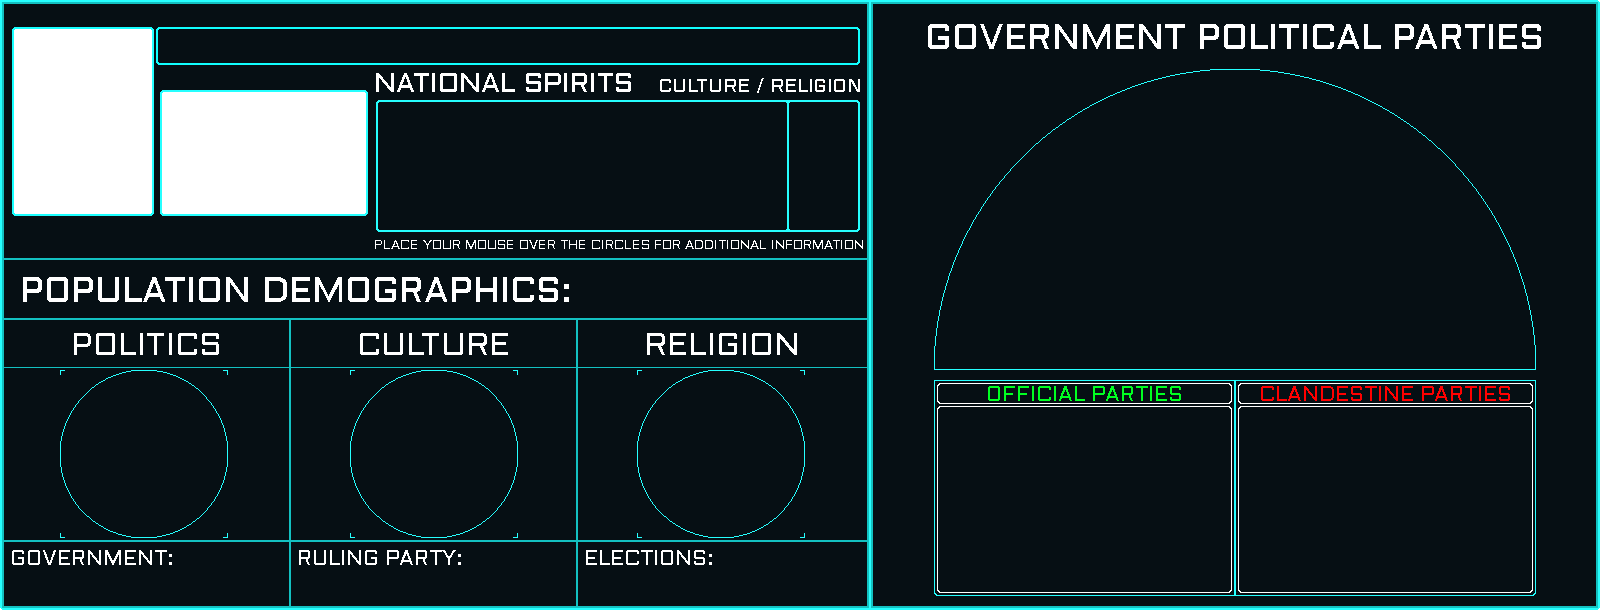 NATIONAL SPIRITS
CULTURE / RELIGION
PLACE YOUR MOUSE OVER THE CIRCLES FOR ADDITIONAL INFORMATION
POPULATION DEMOGRAPHICS:
POLITICS
CULTURE
RELIGION
GOVERNMENT:
RULING PARTY:
ELECTIONS:
GOVERNMENT POLITICAL PARTIES
OFFICIAL PARTIES
CLANDESTINE PARTIES